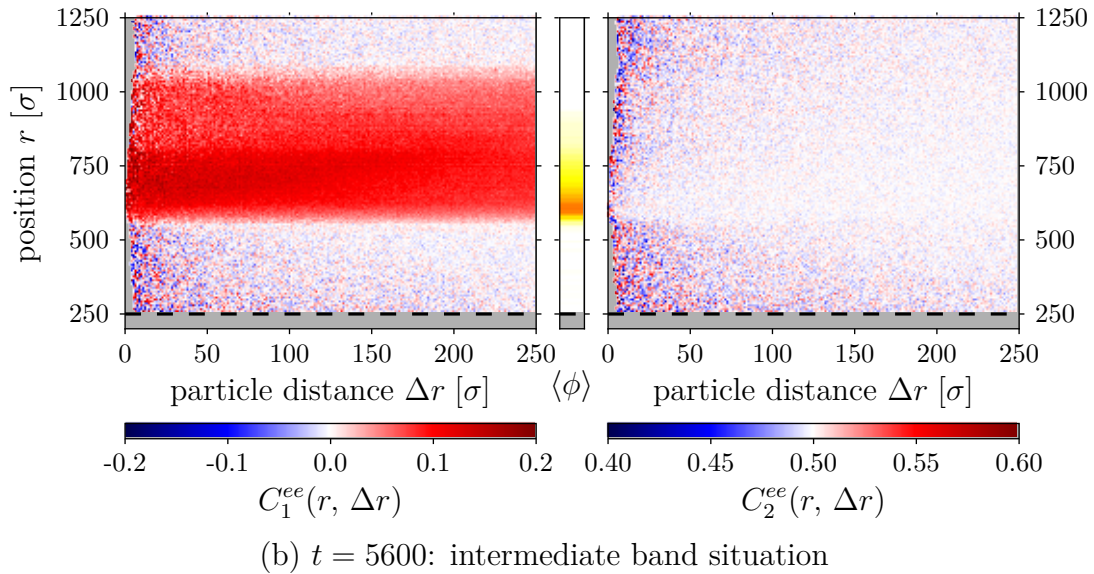 1250
1000
750
500
250
position r [σ]
0 50 100 150 200 250
particle distance Δr [σ]
⟨ϕ⟩
1250
1000
750
500
250
0 50 100 150 200 250
particle distance Δr [σ]
-0.2 -0.1 0.0 0.1 0.2
C₁ᵉᵉ(r, Δr)
0.40 0.45 0.50 0.55 0.60
C₂ᵉᵉ(r, Δr)
(b) t = 5600: intermediate band situation